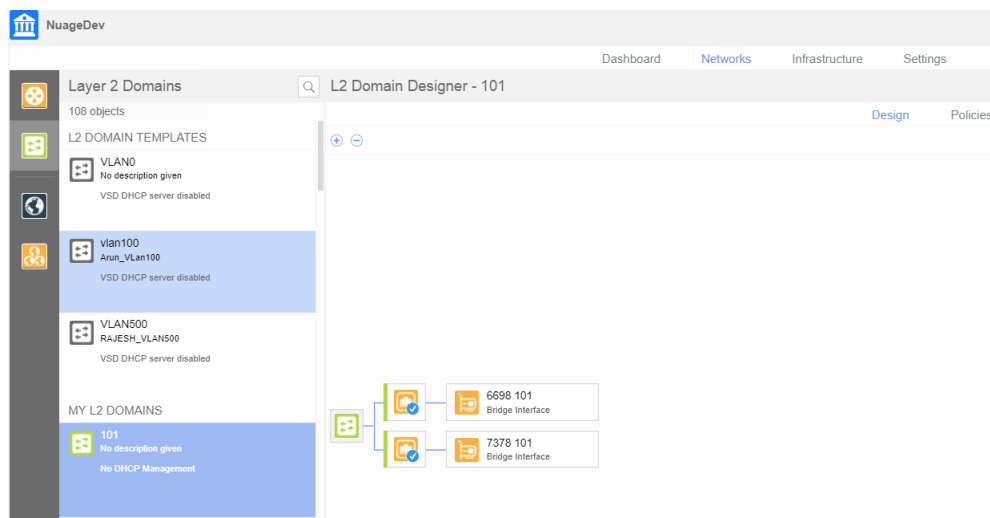 NuageDev
Dashboard Networks Infrastructure Settings
Layer 2 Domains
108 objects
L2 DOMAIN TEMPLATES
VLAN0
No description given
VSD DHCP server disabled
vlan100
Arun_VLan100
VSD DHCP server disabled
VLAN500
RAJESH_VLAN500
VSD DHCP server disabled
MY L2 DOMAINS
101
No description given
No DHCP Management
L2 Domain Designer - 101
Design Policies
6698 101
Bridge Interface
7378 101
Bridge Interface